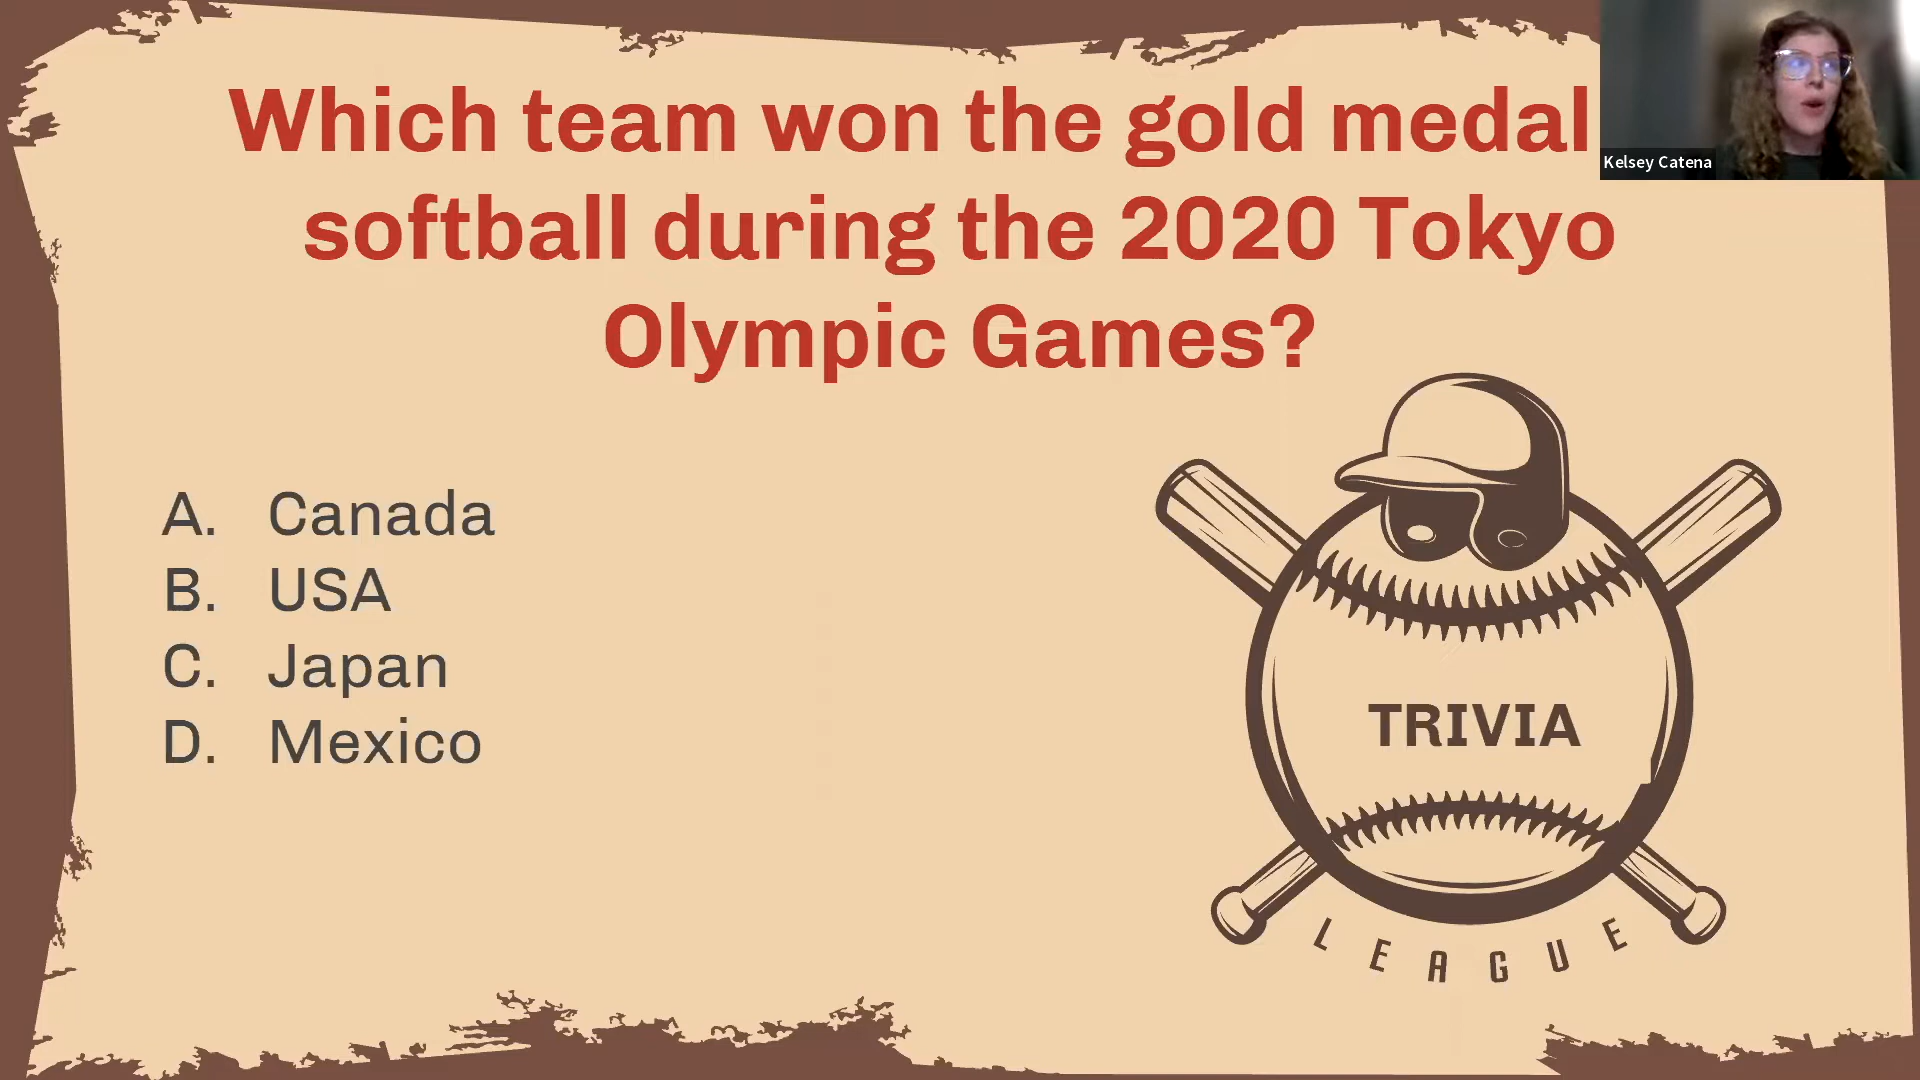 Which team won the gold medal
softball during the 2020 Tokyo
Olympic Games?
Kelsey Catena
A. Canada
B. USA
C. Japan
D. Mexico
TRIVIA
LEAGUE